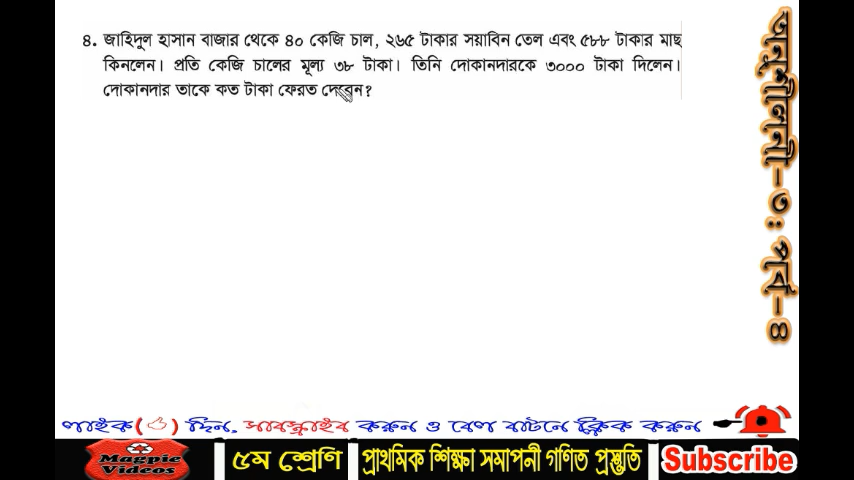 ৪. জাহিদুল হাসান বাজার থেকে ৪০ কেজি চাল, ২৬৫ টাকার সয়াবিন তেল এবং ৫৮৮ টাকার মাছ
কিনলেন। প্রতি কেজি চালের মূল্য ৩৮ টাকা। তিনি দোকানদারকে ৩০০০ টাকা দিলেন।
দোকানদার তাকে কত টাকা ফেরত দেবেন?
অনুশীলনী-৩: পর্ব-৪
লাইক( ) দিন, সাবস্ক্রাইব করুন ও বেল বাটনে ক্লিক করুন
Magpie
Videos
৫ম শ্রেণি
প্রাথমিক শিক্ষা সমাপনী গণিত প্রস্তুতি
Subscribe